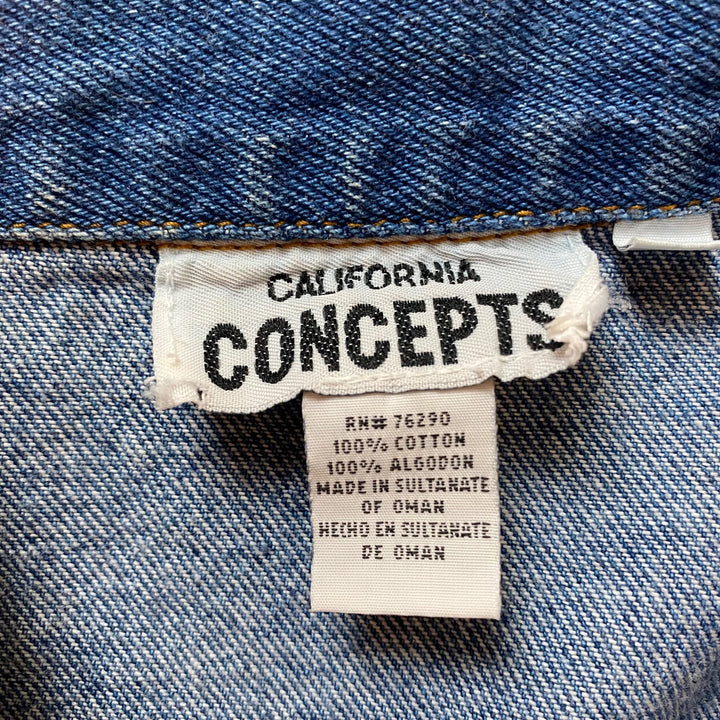 CALIFORNIA
CONCEPTS
RN# 76290
100% COTTON
100% ALGODON
MADE IN SULTANATE
OF OMAN
HECHO EN SULTANATE
DE OMAN